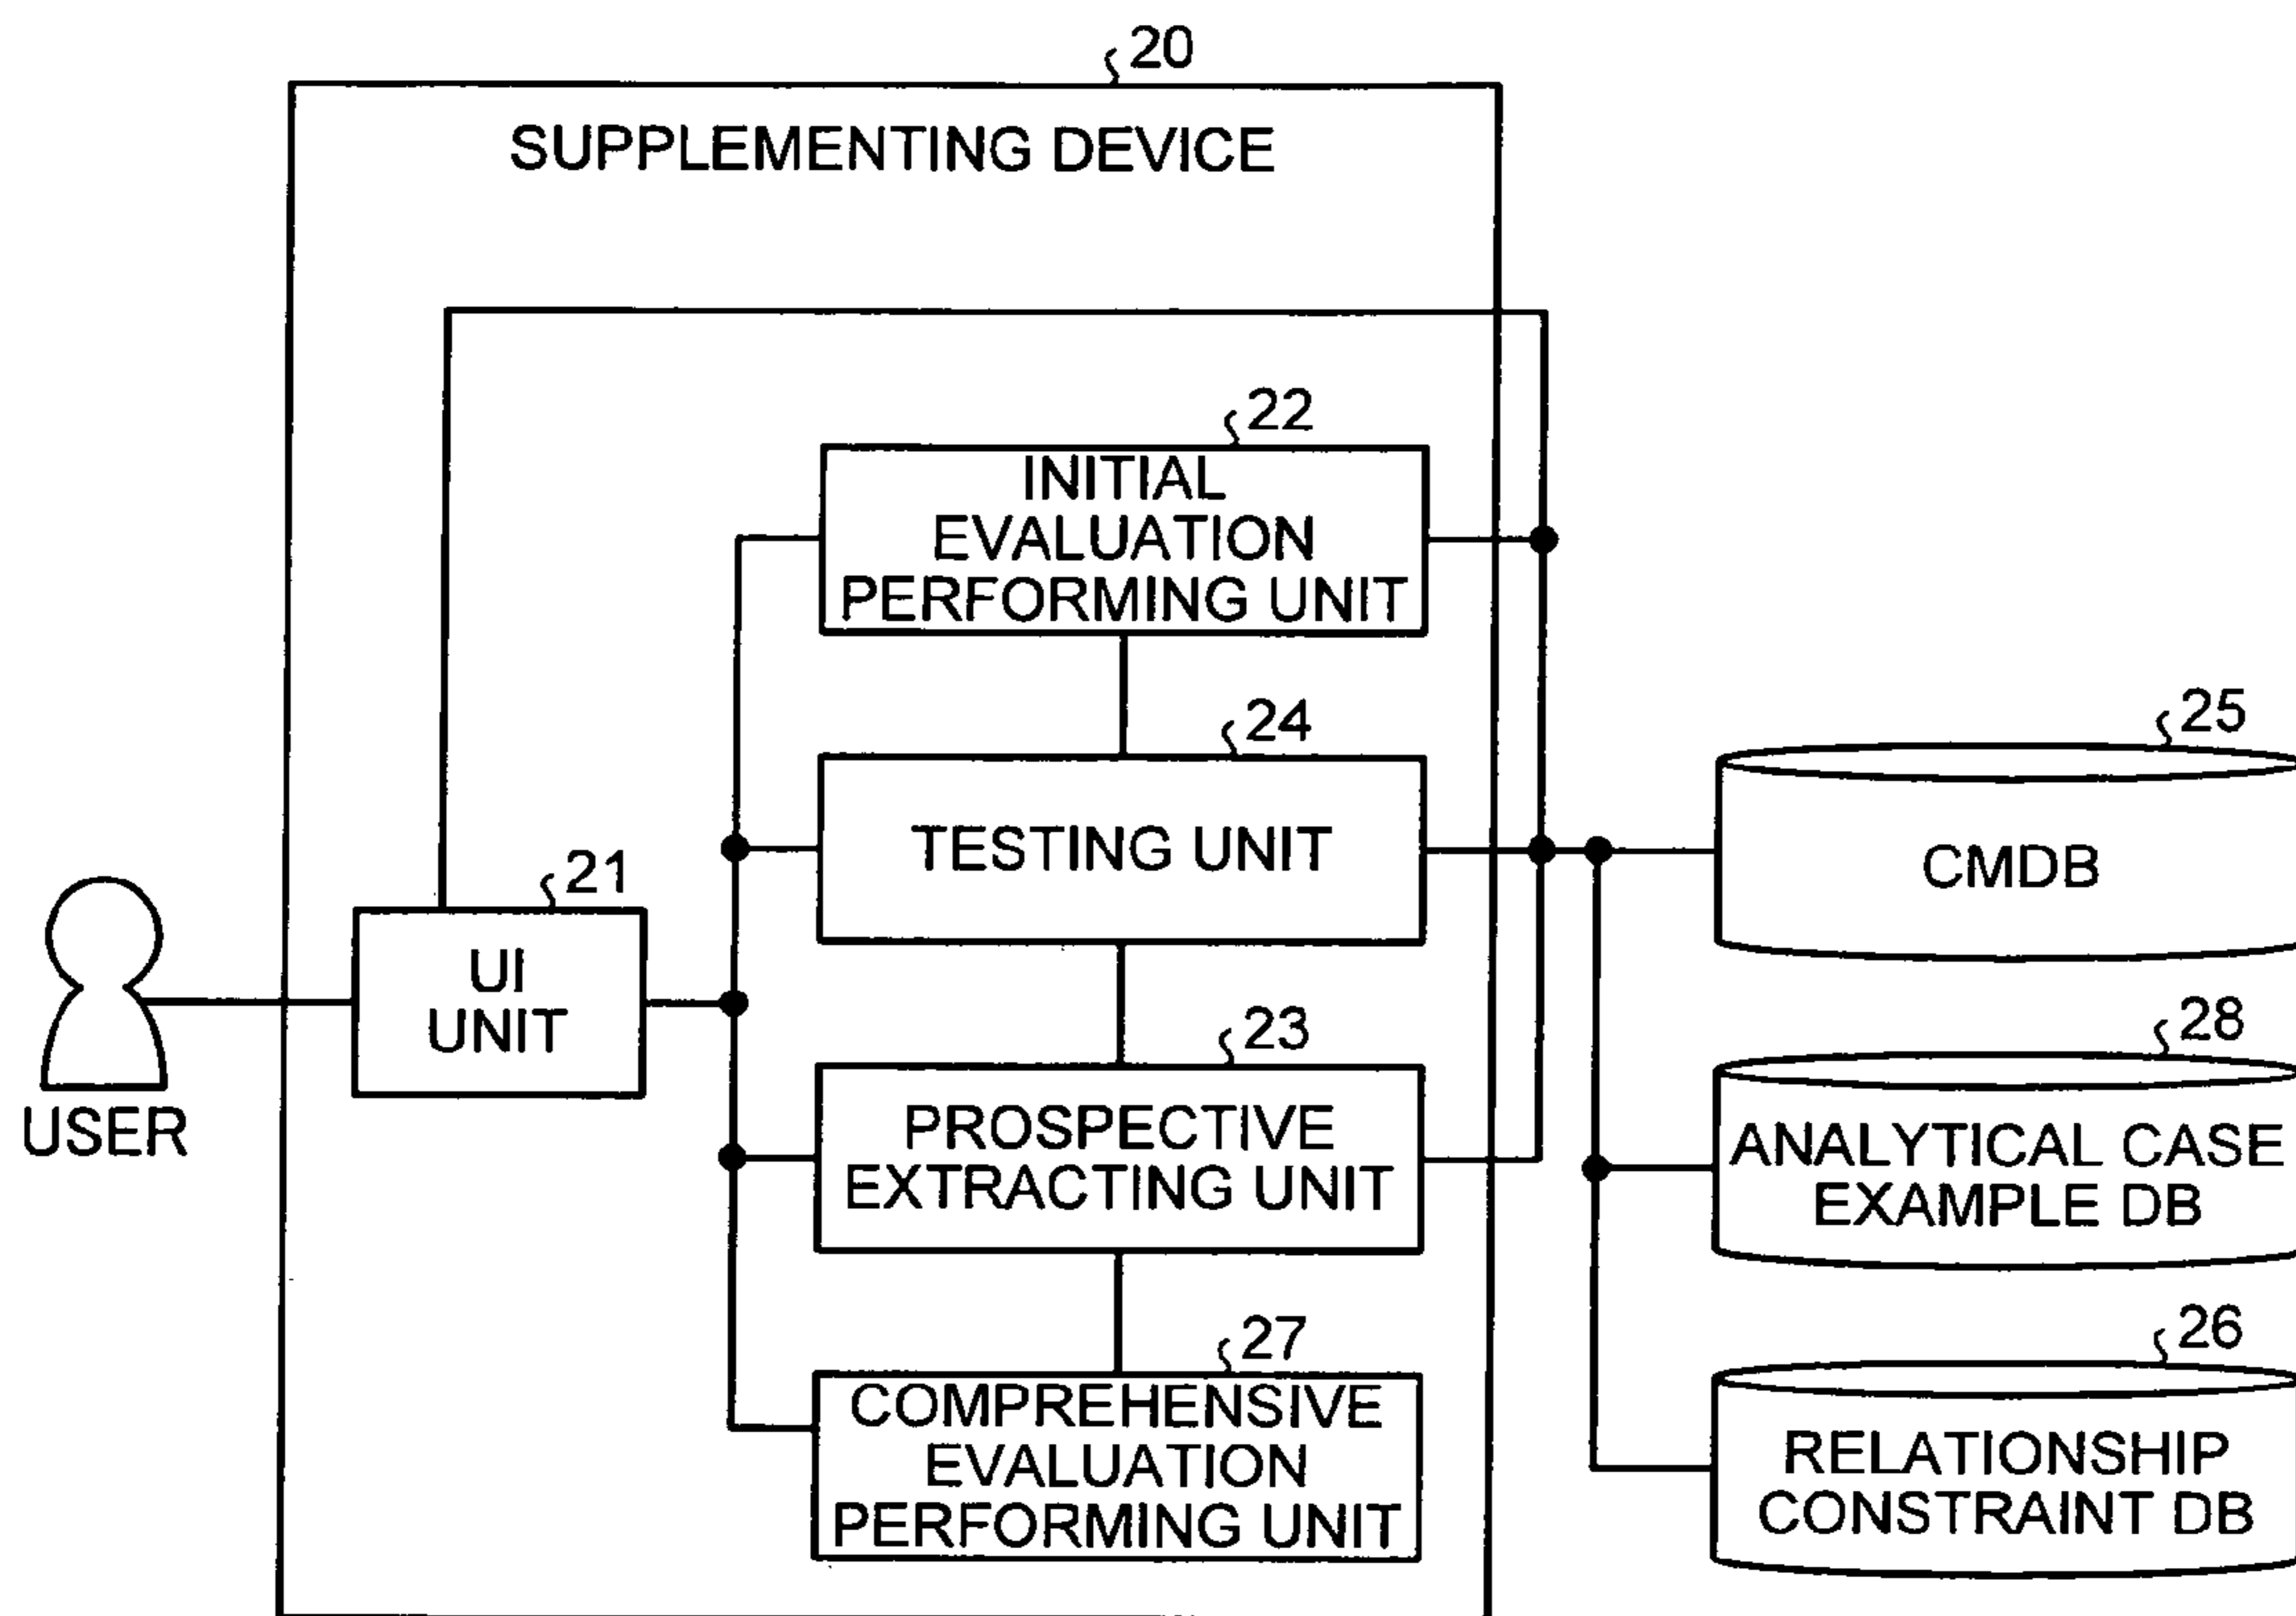 20
SUPPLEMENTING DEVICE
22
INITIAL
EVALUATION
PERFORMING UNIT
24
TESTING UNIT
25
CMDB
21
UI
UNIT
USER
23
PROSPECTIVE
EXTRACTING UNIT
28
ANALYTICAL CASE
EXAMPLE DB
27
COMPREHENSIVE
EVALUATION
PERFORMING UNIT
26
RELATIONSHIP
CONSTRAINT DB